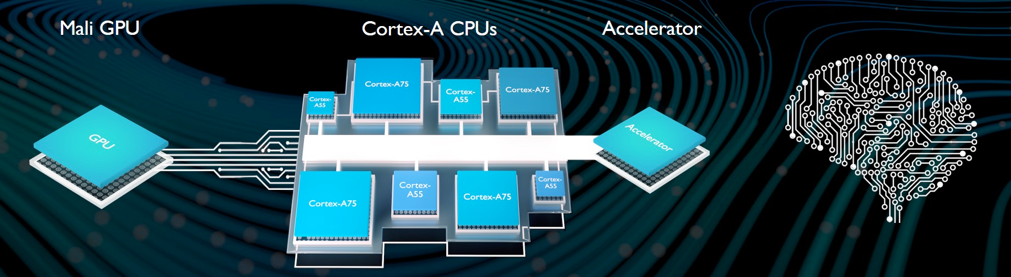 Mali GPU
Cortex-A CPUs
Accelerator
Cortex-
A55
Cortex-A75
Cortex-
A55
Cortex-A75
GPU
Accelerator
Cortex-A75
Cortex-
A55
Cortex-A75
Cortex-
A55